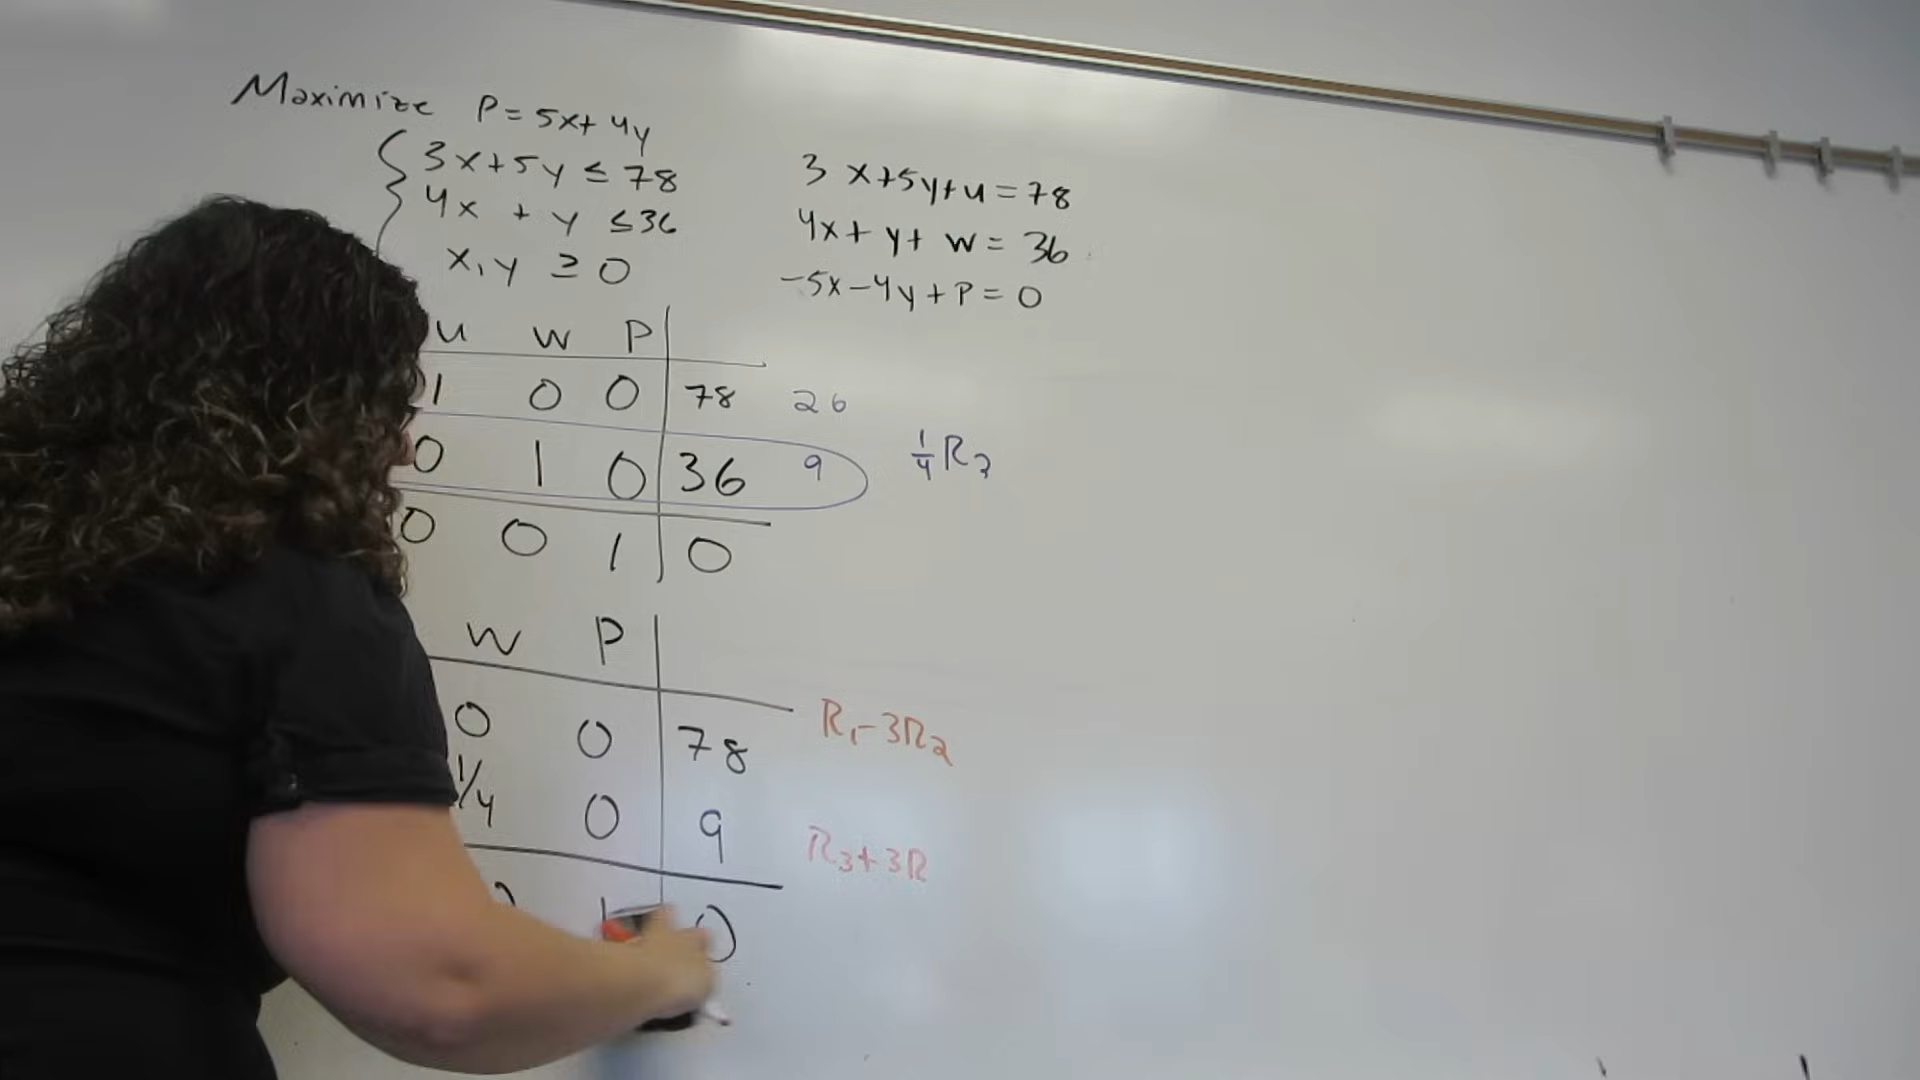 Maximize P=5x+4y
3x+5y ≤ 78
4x + y ≤36
x,y ≥ 0
3x+5y+u=78
4x+y+w=36
-5x-4y+P=0
u w P
1 0 0 78 26
0 1 0 36 9 1/4R2
0 0 1 0
w P
0 0 78 R1-3R2
1/4 0 9
R3+3R
0